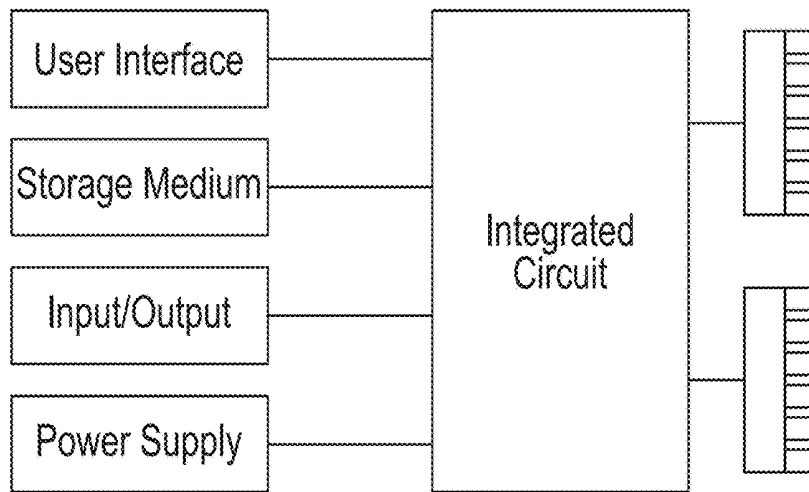 User Interface
Storage Medium
Input/Output
Power Supply
Integrated
Circuit